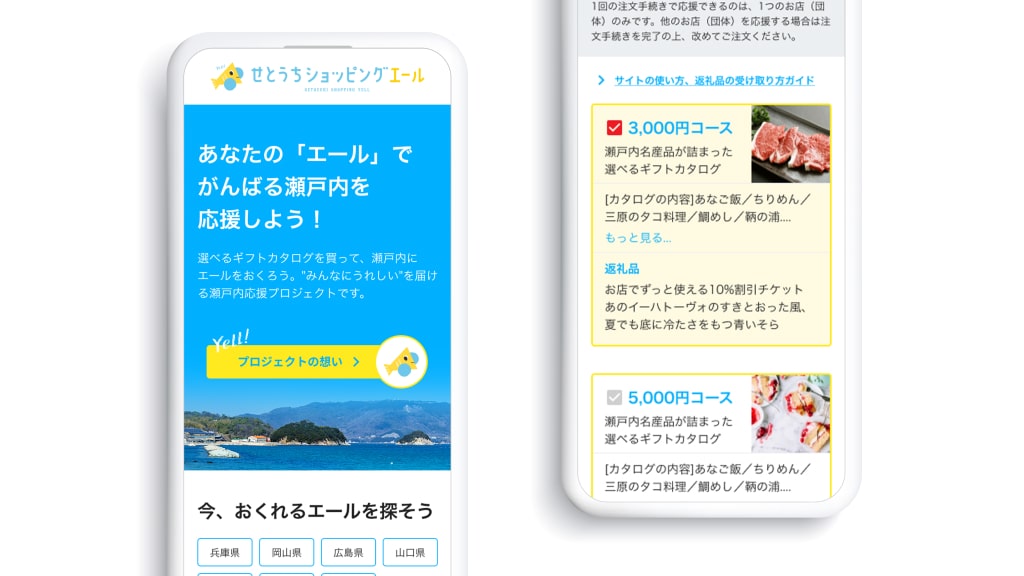 せとうちショッピングエール
SETOUCHI SHOPPING YELL
あなたの「エール」で
がんばる瀬戸内を
応援しよう！
選べるギフトカタログを買って、瀬戸内に
エールをおくろう。"みんなにうれしい"を届け
る瀬戸内応援プロジェクトです。
Yell!
プロジェクトの想い
今、おくれるエールを探そう
兵庫県
岡山県
広島県
山口県
1回の注文手続きで応援できるのは、1つのお店（団
体）のみです。他のお店（団体）を応援する場合は注
文手続きを完了の上、改めてご注文ください。
サイトの使い方、返礼品の受け取り方ガイド
3,000円コース
瀬戸内名産品が詰まった
選べるギフトカタログ
[カタログの内容]あなご飯／ちりめん／
三原のタコ料理／鯛めし／鞆の浦....
もっと見る...
返礼品
お店でずっと使える10%割引チケット
あのイーハトーヴォのすきとおった風、
夏でも底に冷たさをもつ青いそら
5,000円コース
瀬戸内名産品が詰まった
選べるギフトカタログ
[カタログの内容]あなご飯／ちりめん／
三原のタコ料理／鯛めし／鞆の浦....